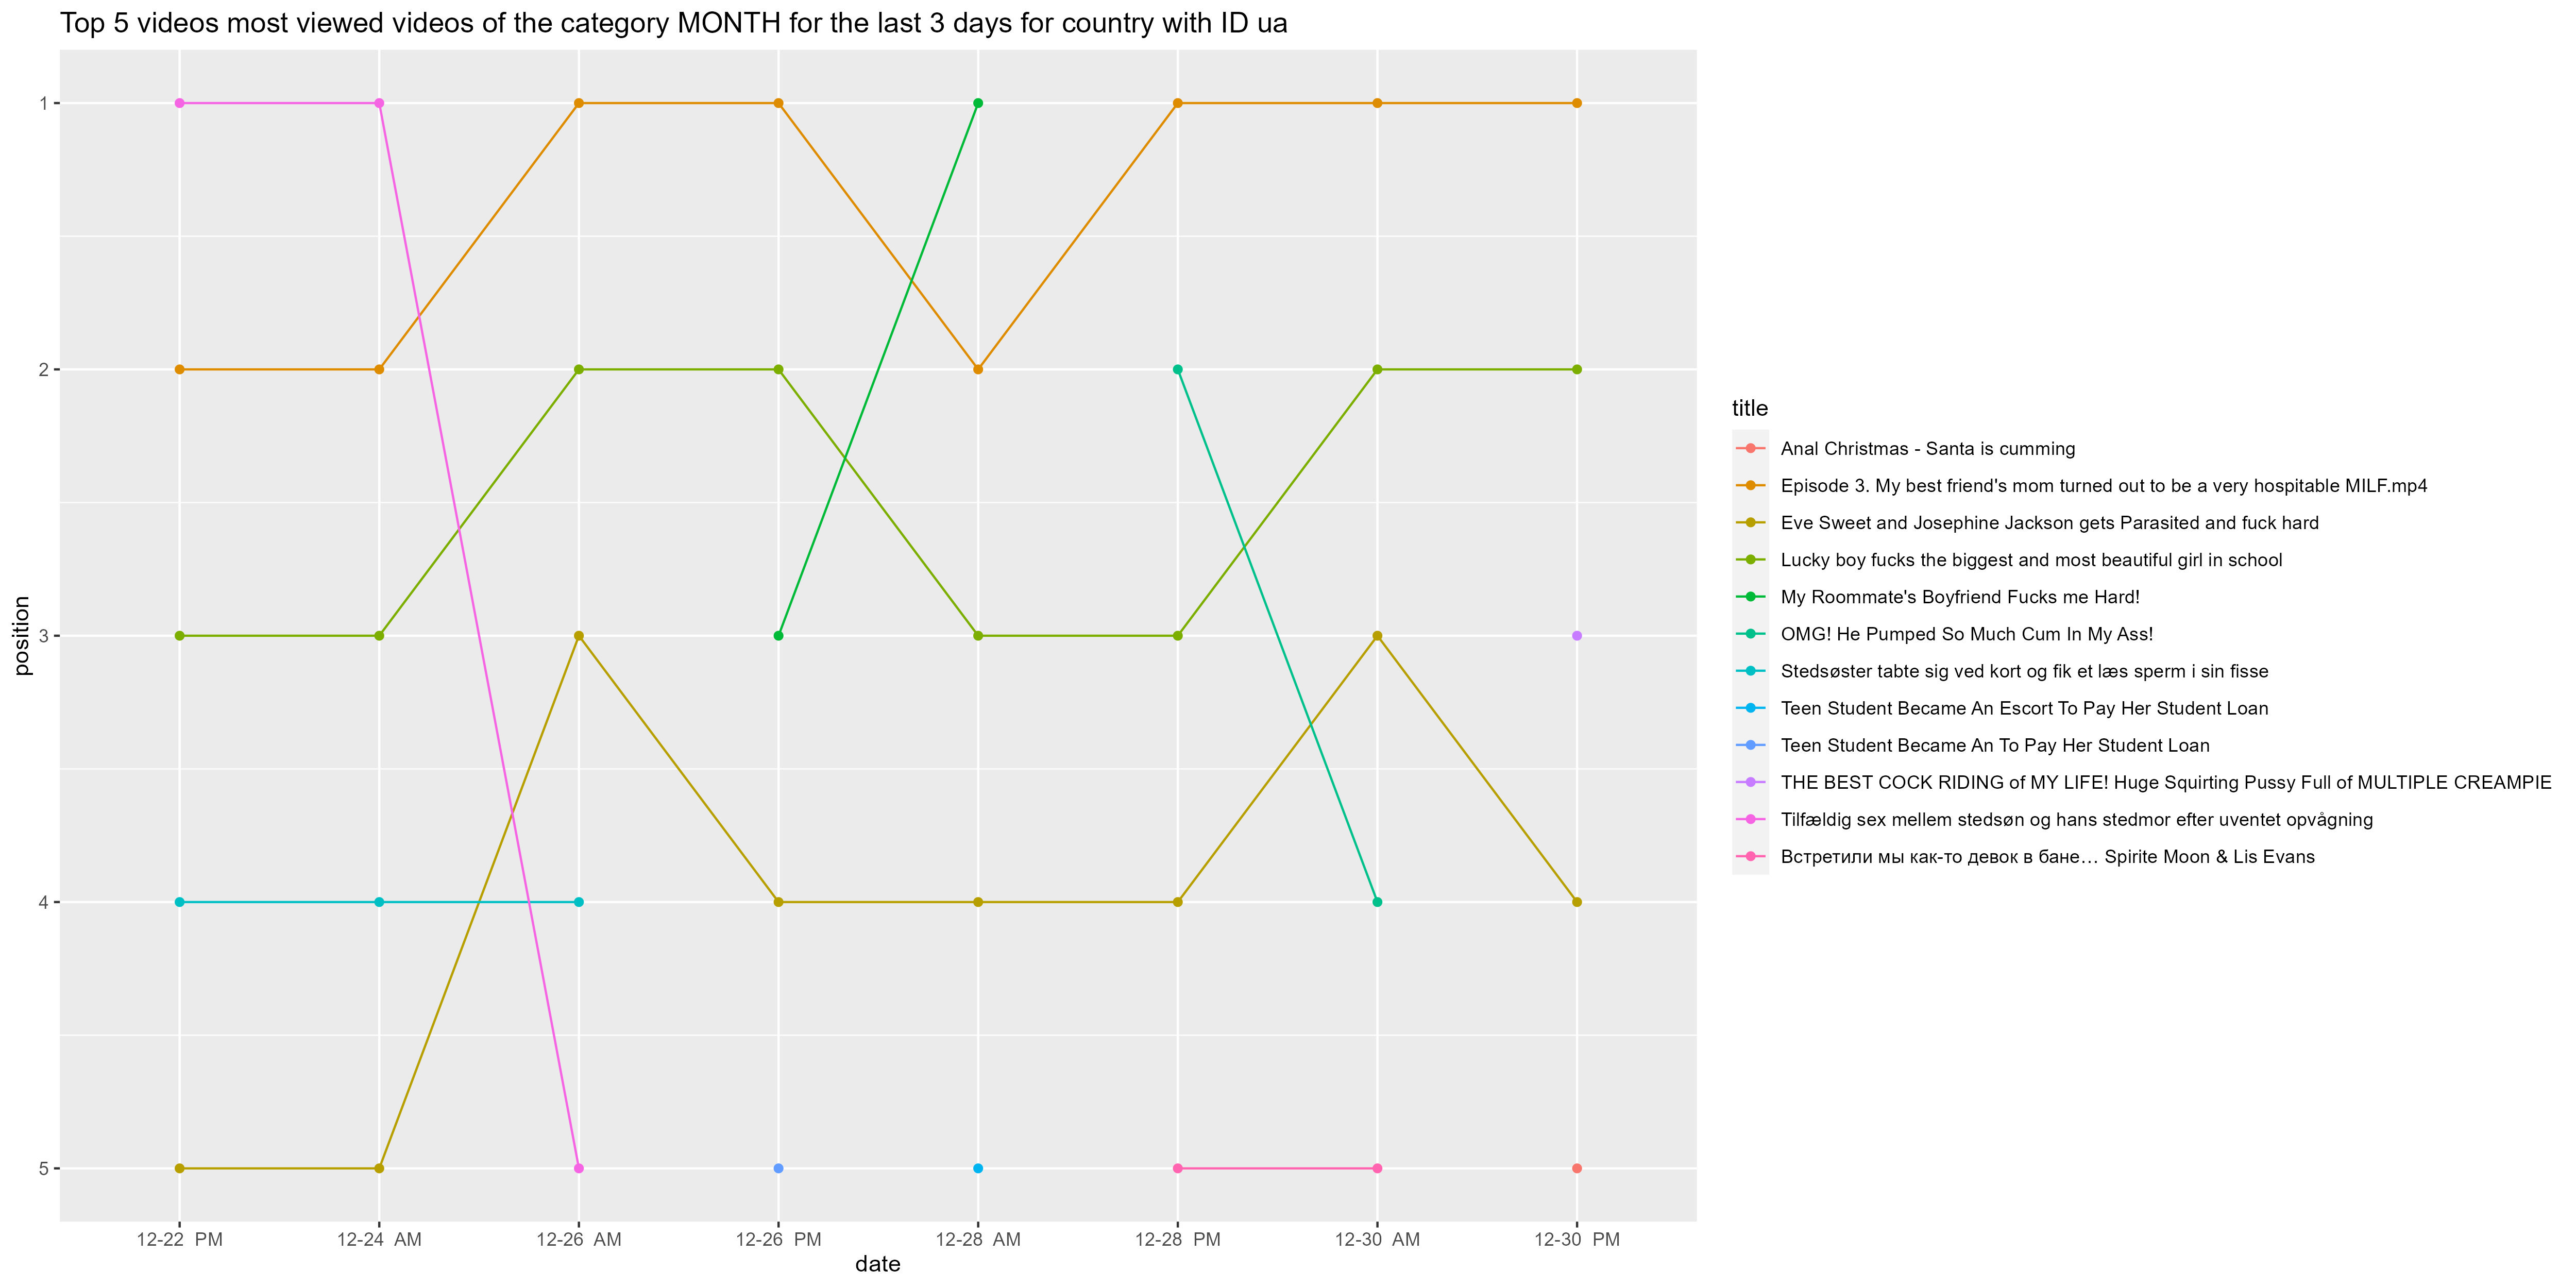 Top 5 videos most viewed videos of the category MONTH for the last 3 days for country with ID ua
1
2
3
4
5
position
12-22 PM
12-24 AM
12-26 AM
12-26 PM
12-28 AM
12-28 PM
12-30 AM
12-30 PM
date
title
Anal Christmas - Santa is cumming
Episode 3. My best friend's mom turned out to be a very hospitable MILF.mp4
Eve Sweet and Josephine Jackson gets Parasited and fuck hard
Lucky boy fucks the biggest and most beautiful girl in school
My Roommate's Boyfriend Fucks me Hard!
OMG! He Pumped So Much Cum In My Ass!
Stedsøster tabte sig ved kort og fik et læs sperm i sin fisse
Teen Student Became An Escort To Pay Her Student Loan
Teen Student Became An To Pay Her Student Loan
THE BEST COCK RIDING of MY LIFE! Huge Squirting Pussy Full of MULTIPLE CREAMPIE
Tilfældig sex mellem stedsøn og hans stedmor efter uventet opvågning
Встретили мы как-то девок в бане… Spirite Moon & Lis Evans